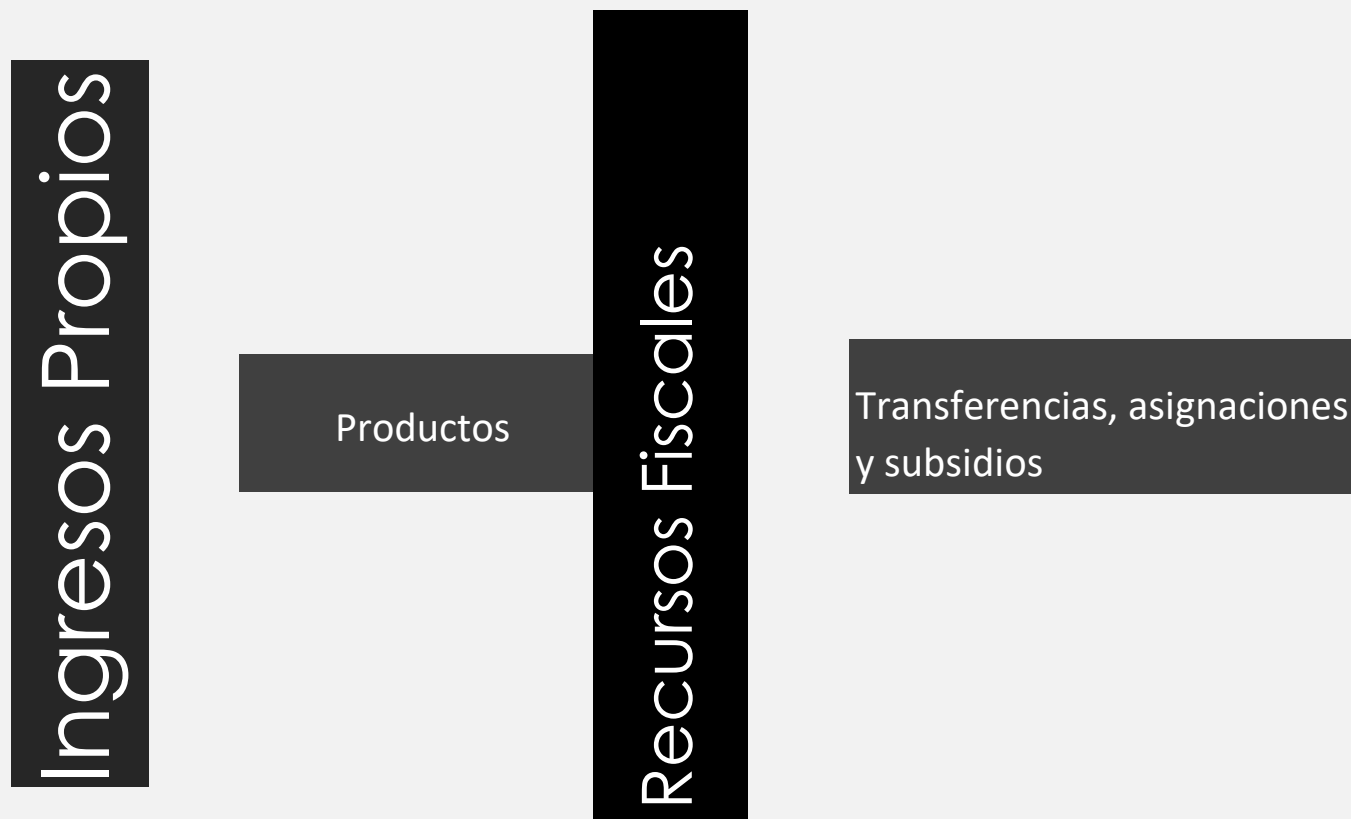 Ingresos Propios
Productos
Recursos Fiscales
Transferencias, asignaciones
y subsidios